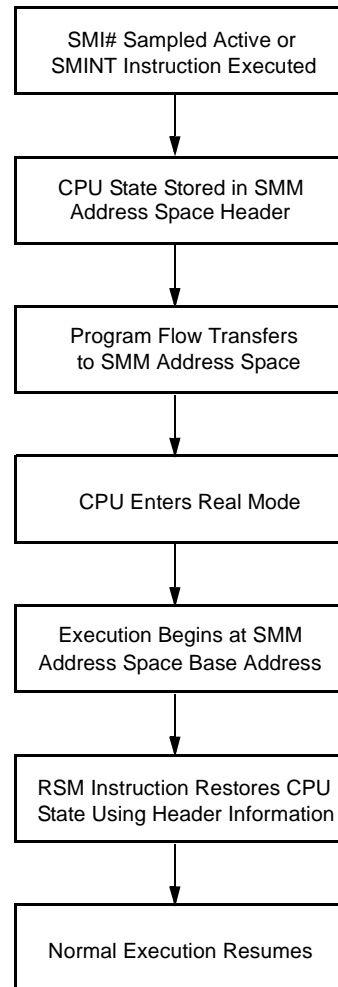 SMI# Sampled Active or
SMINT Instruction Executed
CPU State Stored in SMM
Address Space Header
Program Flow Transfers
to SMM Address Space
CPU Enters Real Mode
Execution Begins at SMM
Address Space Base Address
RSM Instruction Restores CPU
State Using Header Information
Normal Execution Resumes